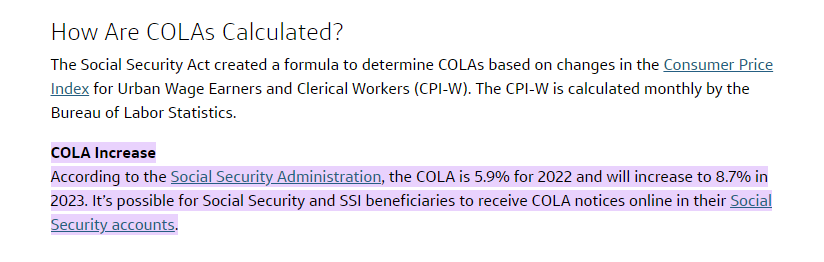 How Are COLAs Calculated?
The Social Security Act created a formula to determine COLAs based on changes in the Consumer Price
Index for Urban Wage Earners and Clerical Workers (CPI-W). The CPI-W is calculated monthly by the
Bureau of Labor Statistics.
COLA Increase
According to the Social Security Administration, the COLA is 5.9% for 2022 and will increase to 8.7% in
2023. It’s possible for Social Security and SSI beneficiaries to receive COLA notices online in their Social
Security accounts.